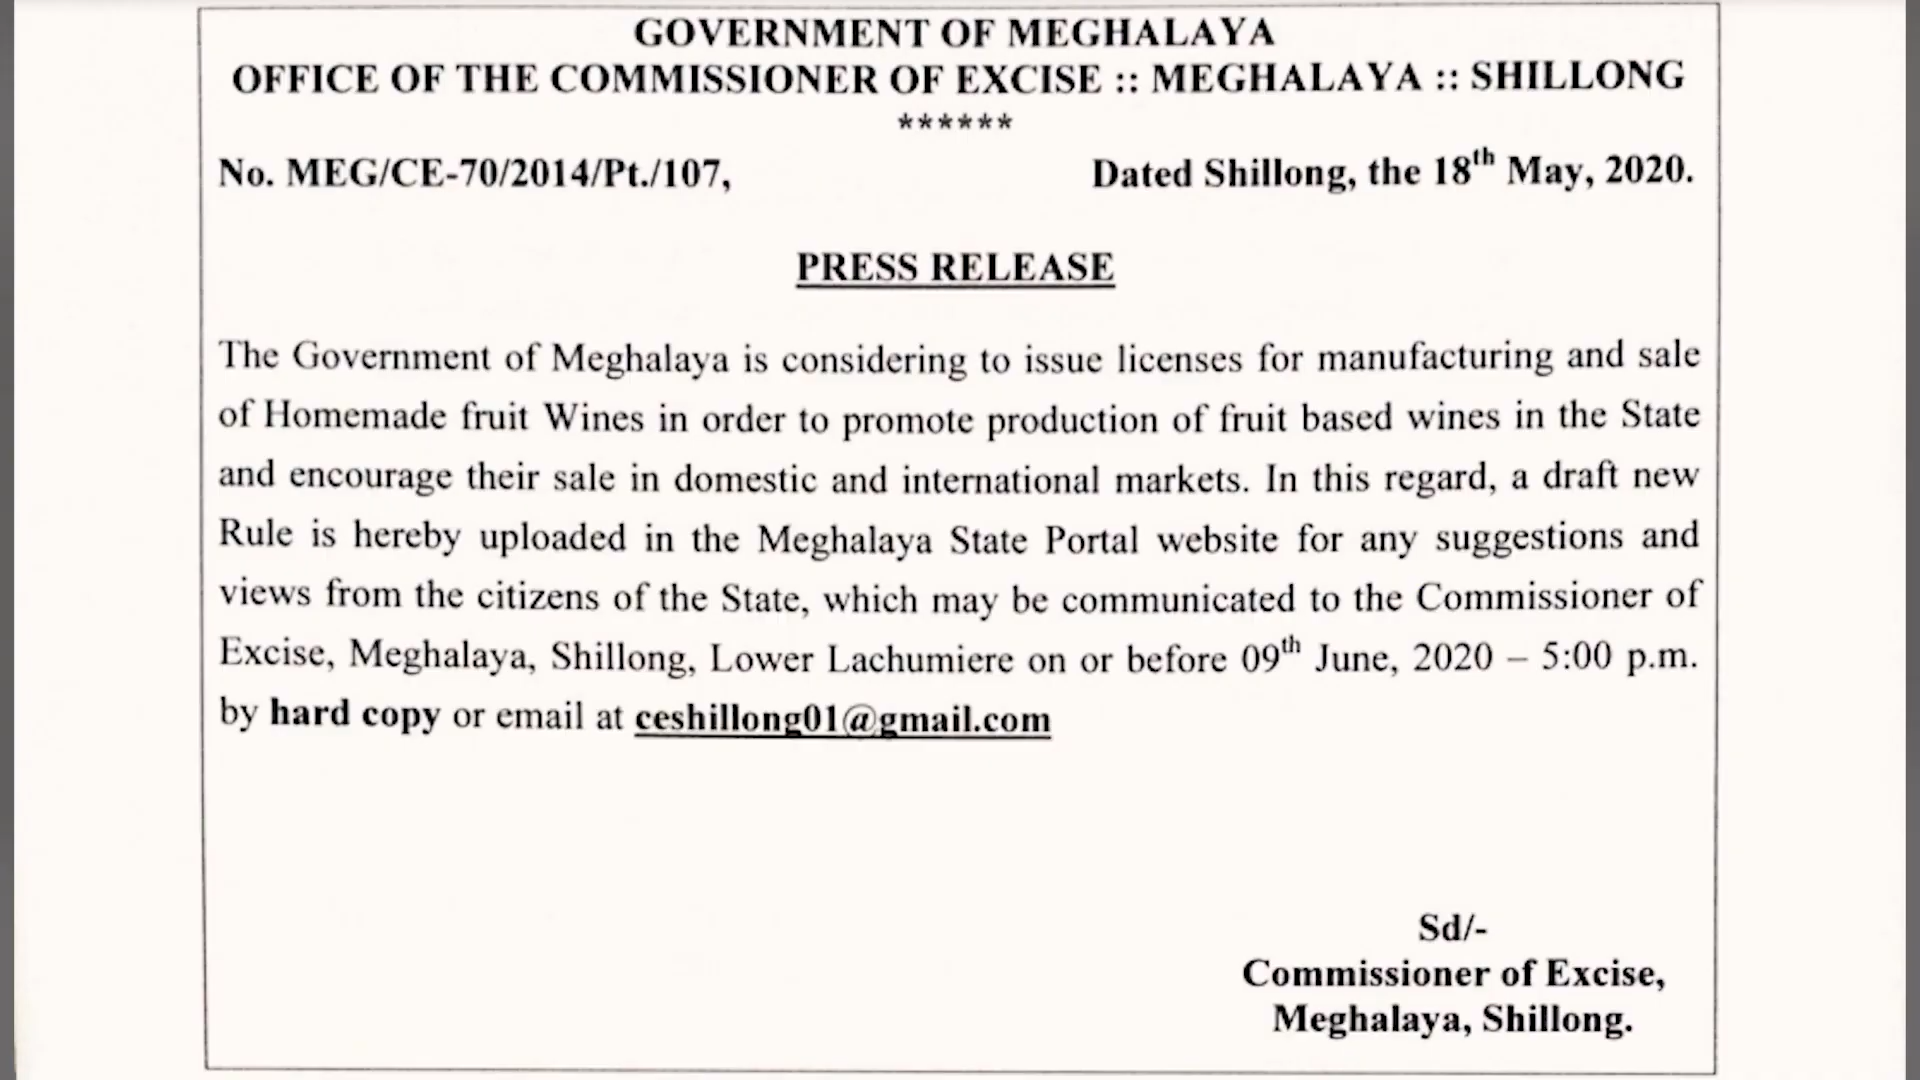 GOVERNMENT OF MEGHALAYA
OFFICE OF THE COMMISSIONER OF EXCISE :: MEGHALAYA :: SHILLONG
******
No. MEG/CE-70/2014/Pt./107, Dated Shillong, the 18th May, 2020.
PRESS RELEASE
The Government of Meghalaya is considering to issue licenses for manufacturing and sale
of Homemade fruit Wines in order to promote production of fruit based wines in the State
and encourage their sale in domestic and international markets. In this regard, a draft new
Rule is hereby uploaded in the Meghalaya State Portal website for any suggestions and
views from the citizens of the State, which may be communicated to the Commissioner of
Excise, Meghalaya, Shillong, Lower Lachumiere on or before 09th June, 2020 – 5:00 p.m.
by hard copy or email at ceshillong01@gmail.com
Sd/-
Commissioner of Excise,
Meghalaya, Shillong.